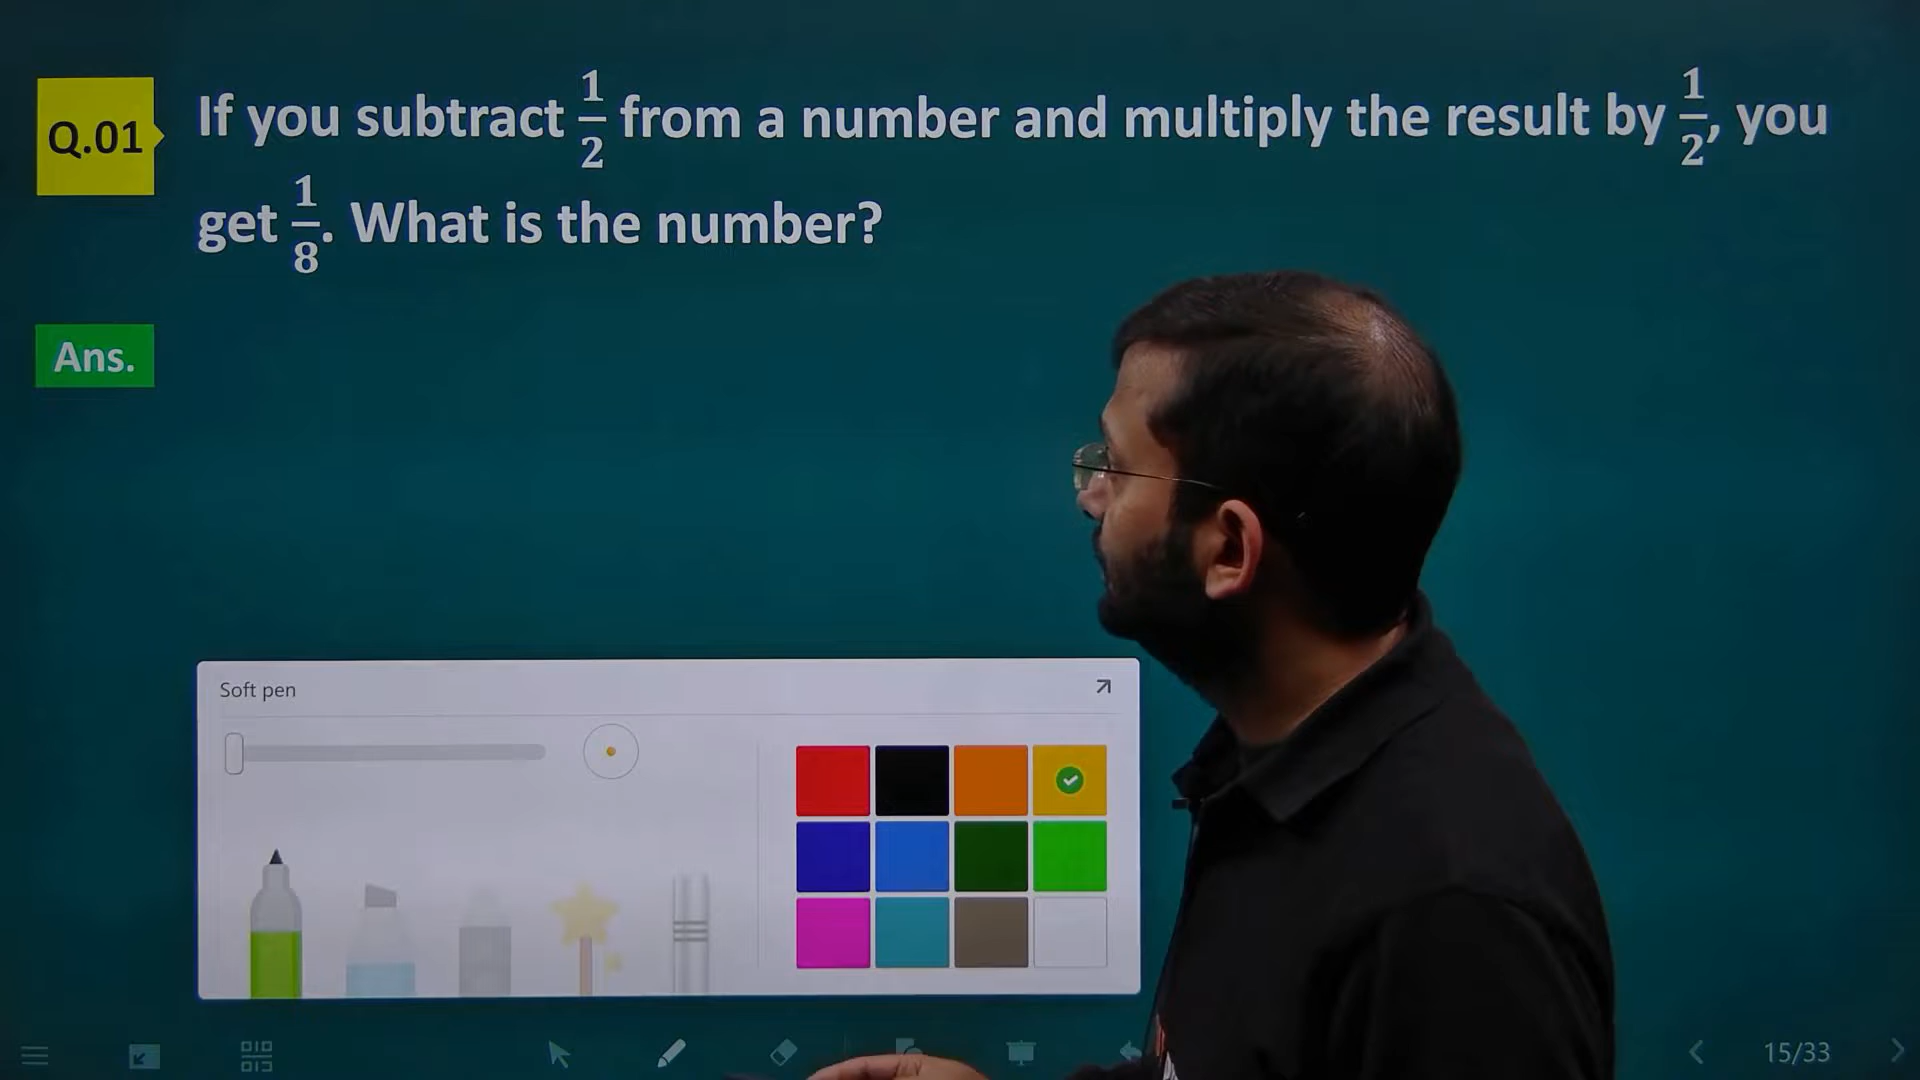 Q.01
If you subtract 1/2 from a number and multiply the result by 1/2, you
get 1/8. What is the number?
Ans.
Soft pen
15/33